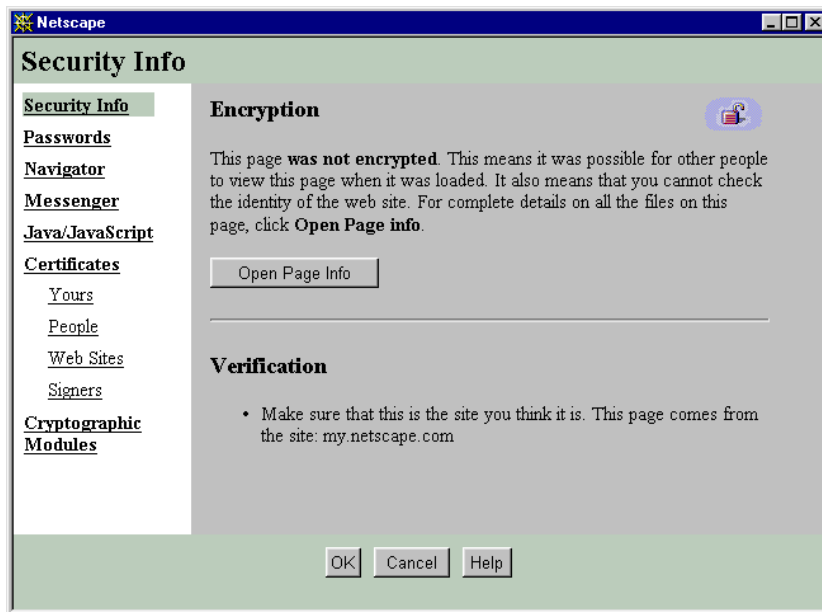 Netscape
Security Info
Security Info
Passwords
Navigator
Messenger
Java/JavaScript
Certificates
Yours
People
Web Sites
Signers
Cryptographic
Modules
Encryption
This page was not encrypted. This means it was possible for other people
to view this page when it was loaded. It also means that you cannot check
the identity of the web site. For complete details on all the files on this
page, click Open Page info.
Open Page Info
Verification
• Make sure that this is the site you think it is. This page comes from
the site: my.netscape.com
OK Cancel Help